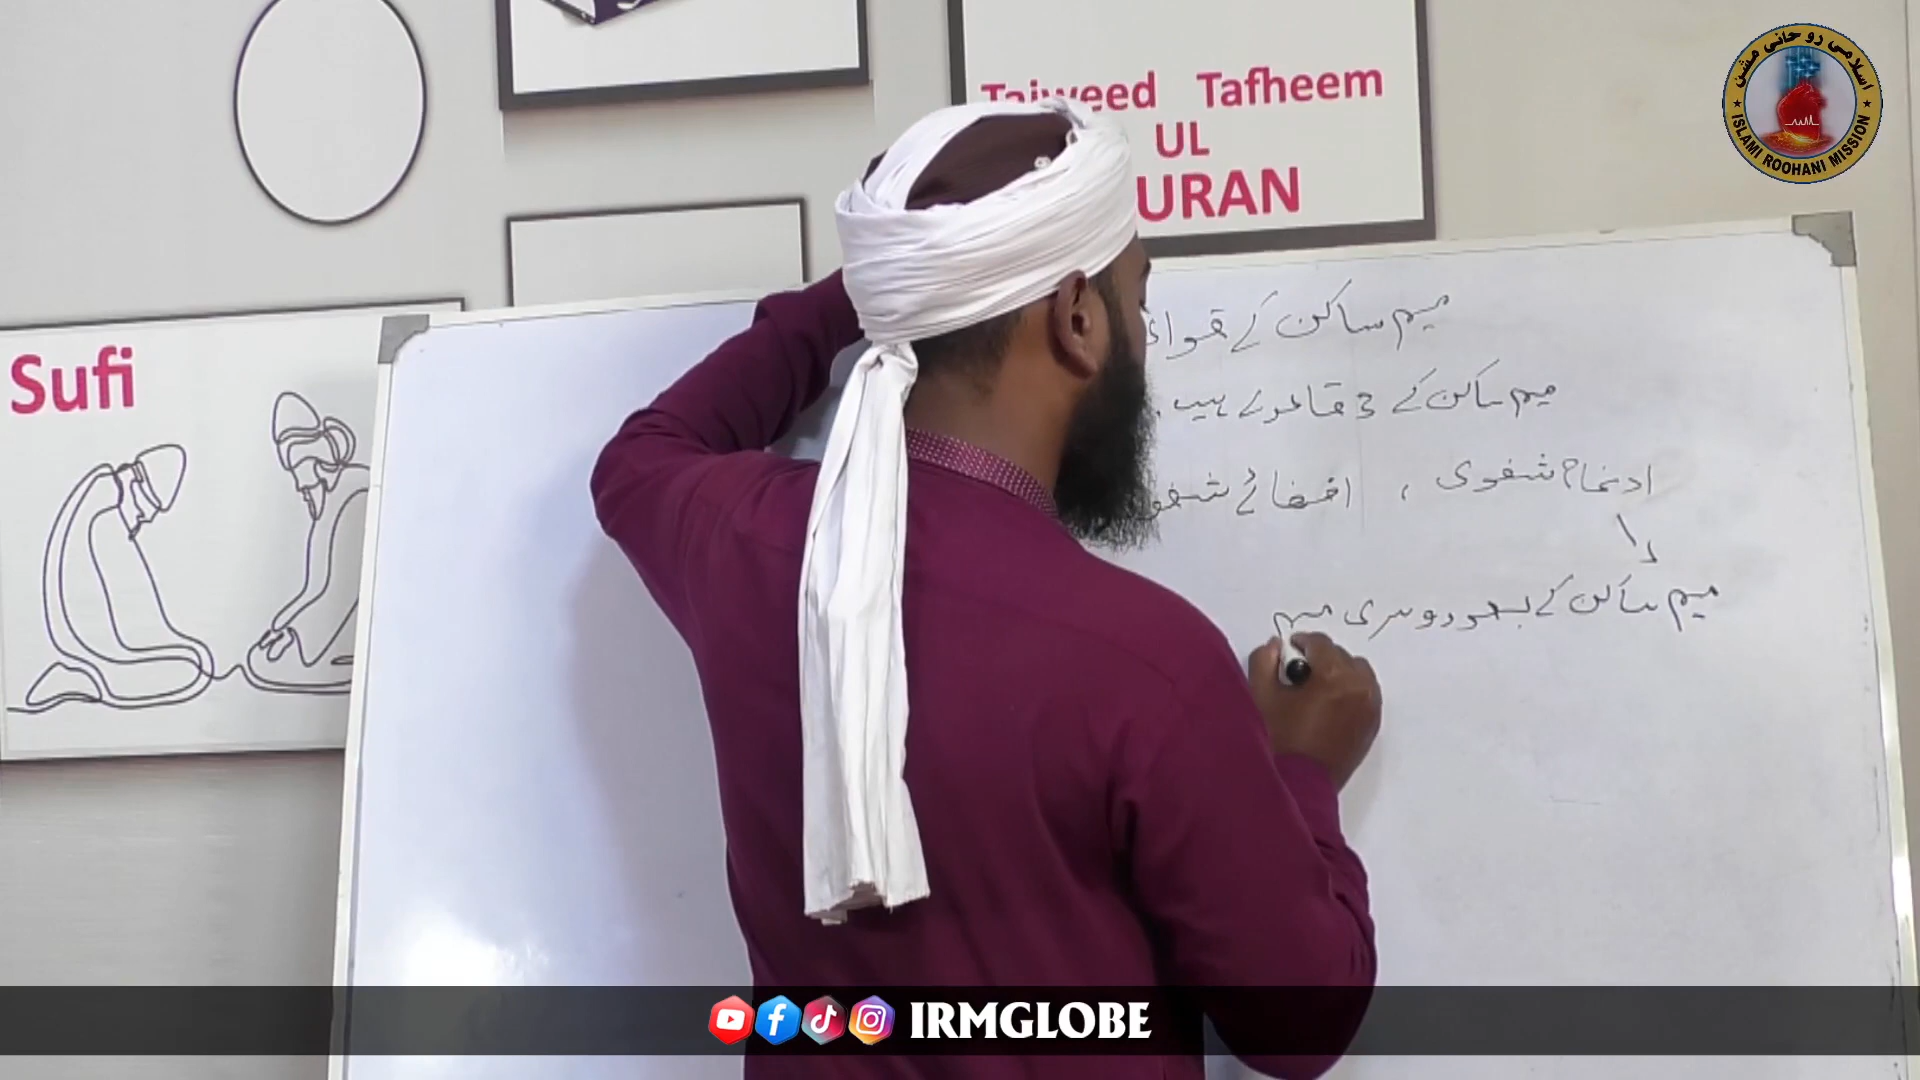 Tajweed Tafheem
UL
URAN
Sufi
اسلامی روحانی مشن
ISLAMI ROOHANI MISSION
میم ساکن کے قواعد
میم ساکن کے 3 قاعدے ہیں
ادغام شفوی ، اخفائے شفو
میم ساکن کے بعد دوسری میم
IRMGLOBE